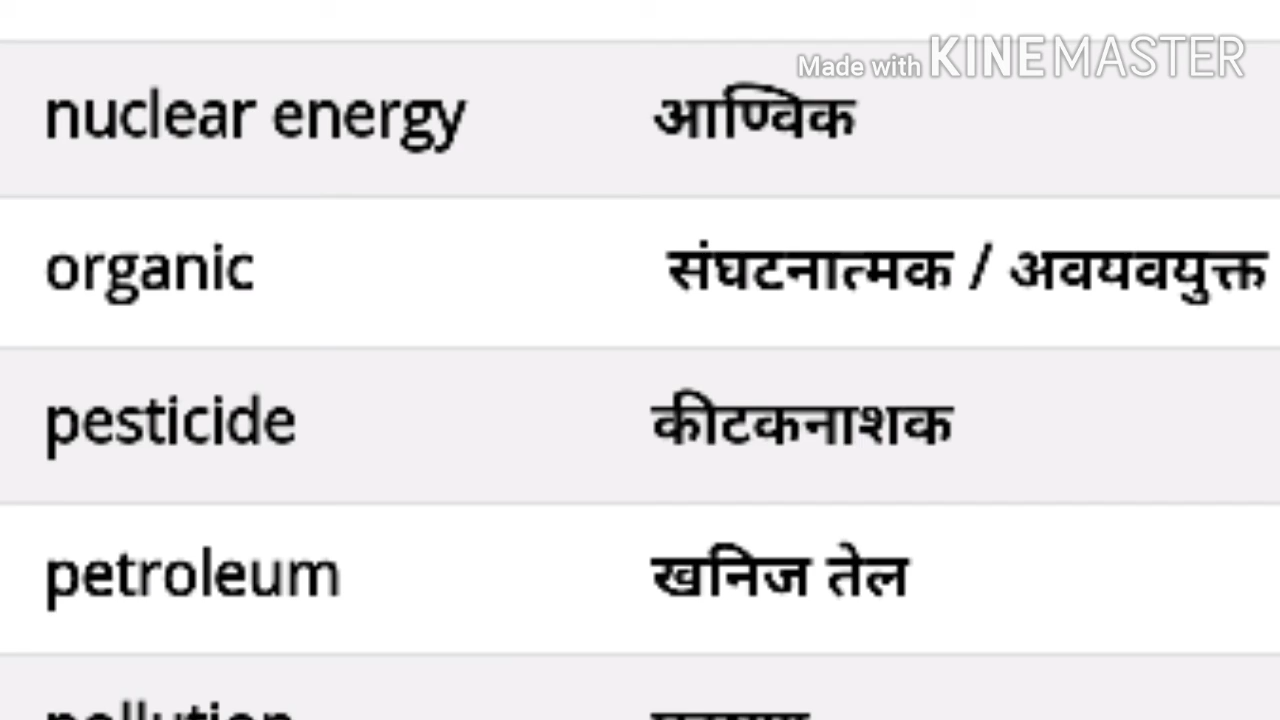 Made with KINEMASTER
nuclear energy आण्विक
organic संघटनात्मक / अवयवयुक्त
pesticide कीटकनाशक
petroleum खनिज तेल